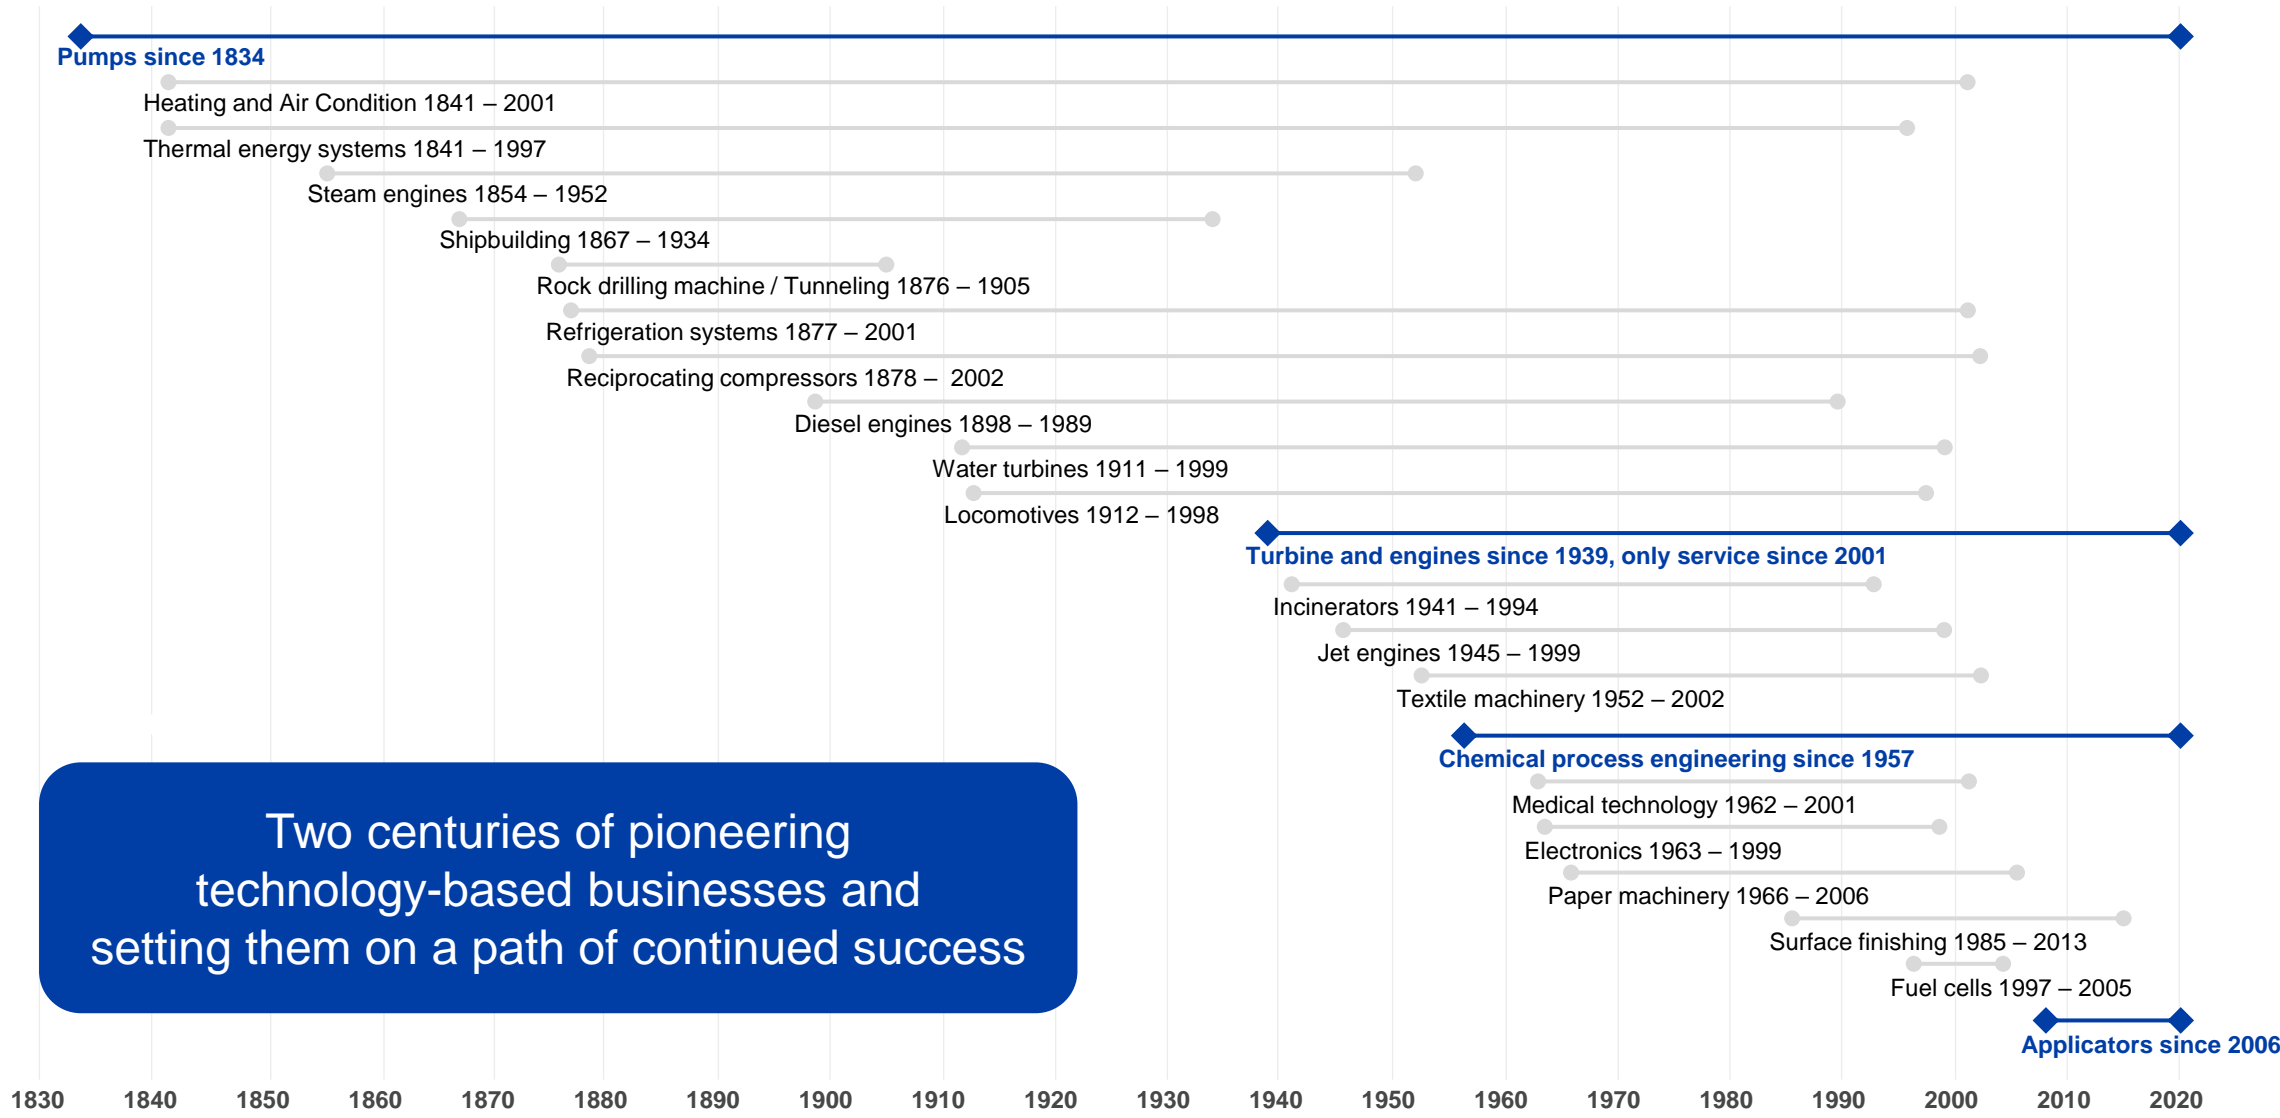 Pumps since 1834
Heating and Air Condition 1841 – 2001
Thermal energy systems 1841 – 1997
Steam engines 1854 – 1952
Shipbuilding 1867 – 1934
Rock drilling machine / Tunneling 1876 – 1905
Refrigeration systems 1877 – 2001
Reciprocating compressors 1878 –  2002
Diesel engines 1898 – 1989
Water turbines 1911 – 1999
Locomotives 1912 – 1998
Turbine and engines since 1939, only service since 2001
Incinerators 1941 – 1994
Jet engines 1945 – 1999
Textile machinery 1952 – 2002
Chemical process engineering since 1957
Medical technology 1962 – 2001
Electronics 1963 – 1999
Paper machinery 1966 – 2006
Surface finishing 1985 – 2013
Fuel cells 1997 – 2005
Applicators since 2006
Two centuries of pioneering
technology-based businesses and
setting them on a path of continued success
1830 1840 1850 1860 1870 1880 1890 1900 1910 1920 1930 1940 1950 1960 1970 1980 1990 2000 2010 2020